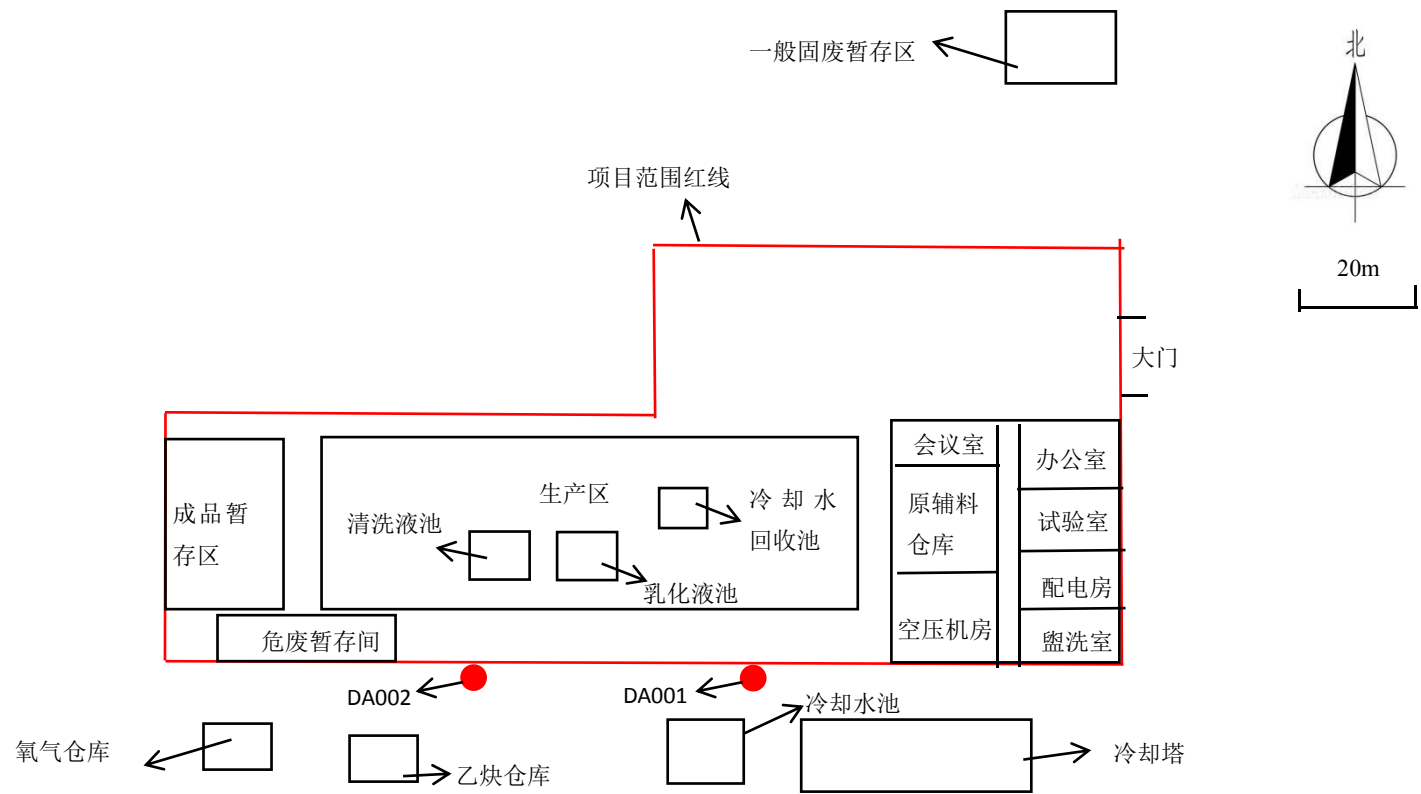 一般固废暂存区
北
项目范围红线
20m
大门
会议室
办公室
成品暂
存区
生产区
清洗液池
冷却水
回收池
乳化液池
原辅料
仓库
试验室
配电房
空压机房
盥洗室
危废暂存间
DA002
DA001
冷却水池
氧气仓库
乙炔仓库
冷却塔